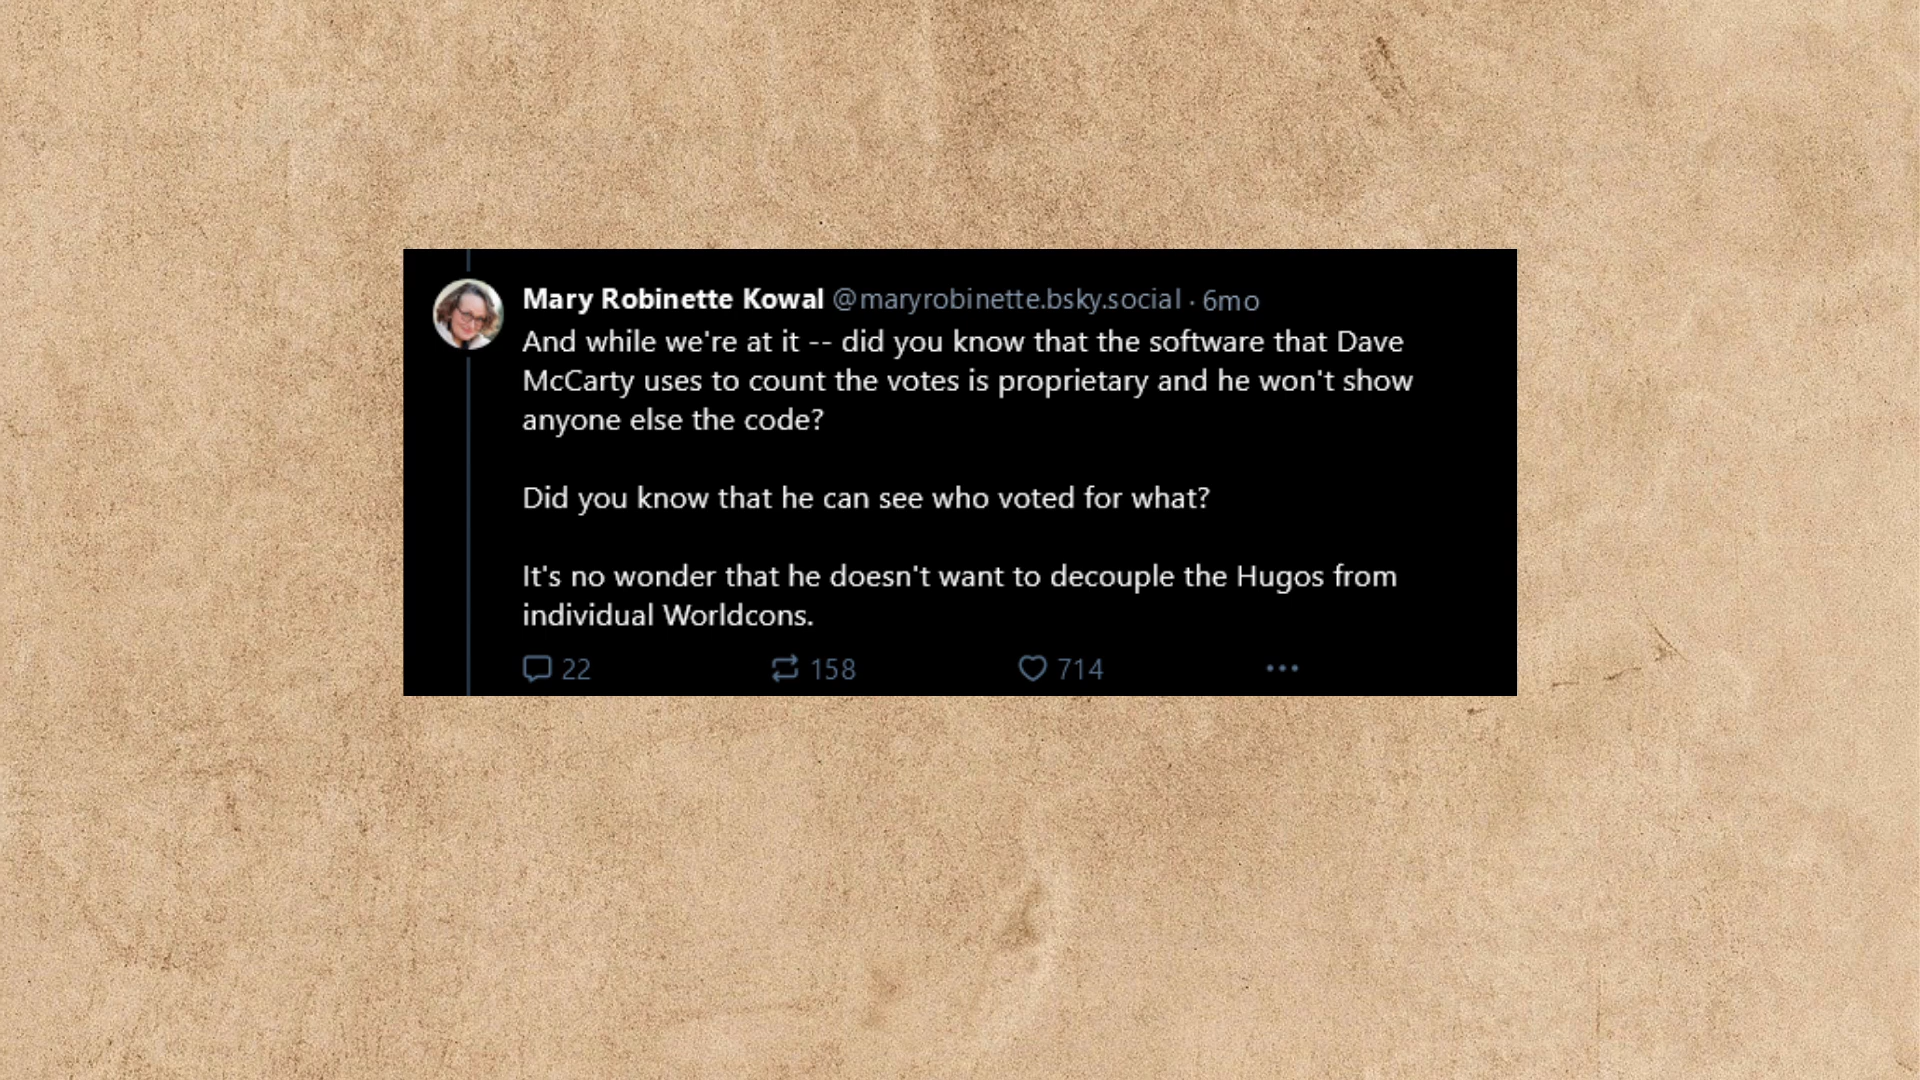 Mary Robinette Kowal @maryrobinette.bsky.social · 6mo
And while we're at it -- did you know that the software that Dave
McCarty uses to count the votes is proprietary and he won't show
anyone else the code?
Did you know that he can see who voted for what?
It's no wonder that he doesn't want to decouple the Hugos from
individual Worldcons.
22 158 714